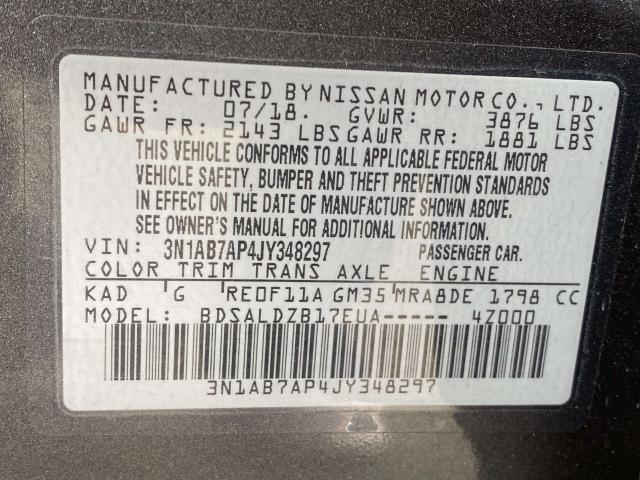 MANUFACTURED BY NISSAN MOTOR CO., LTD.
DATE: 07/18. GVWR: 3876 LBS
GAWR FR: 2143 LBS GAWR RR: 1881 LBS
THIS VEHICLE CONFORMS TO ALL APPLICABLE FEDERAL MOTOR
VEHICLE SAFETY, BUMPER AND THEFT PREVENTION STANDARDS
IN EFFECT ON THE DATE OF MANUFACTURE SHOWN ABOVE.
SEE OWNER'S MANUAL FOR ADDITIONAL INFORMATION.
VIN: 3N1AB7AP4JY348297 PASSENGER CAR.
COLOR TRIM TRANS AXLE ENGINE
KAD G RE0F11A GM35 MRA8DE 1798 CC
MODEL: BDSALDZB17EUA----- 4Z000
3N1AB7AP4JY348297